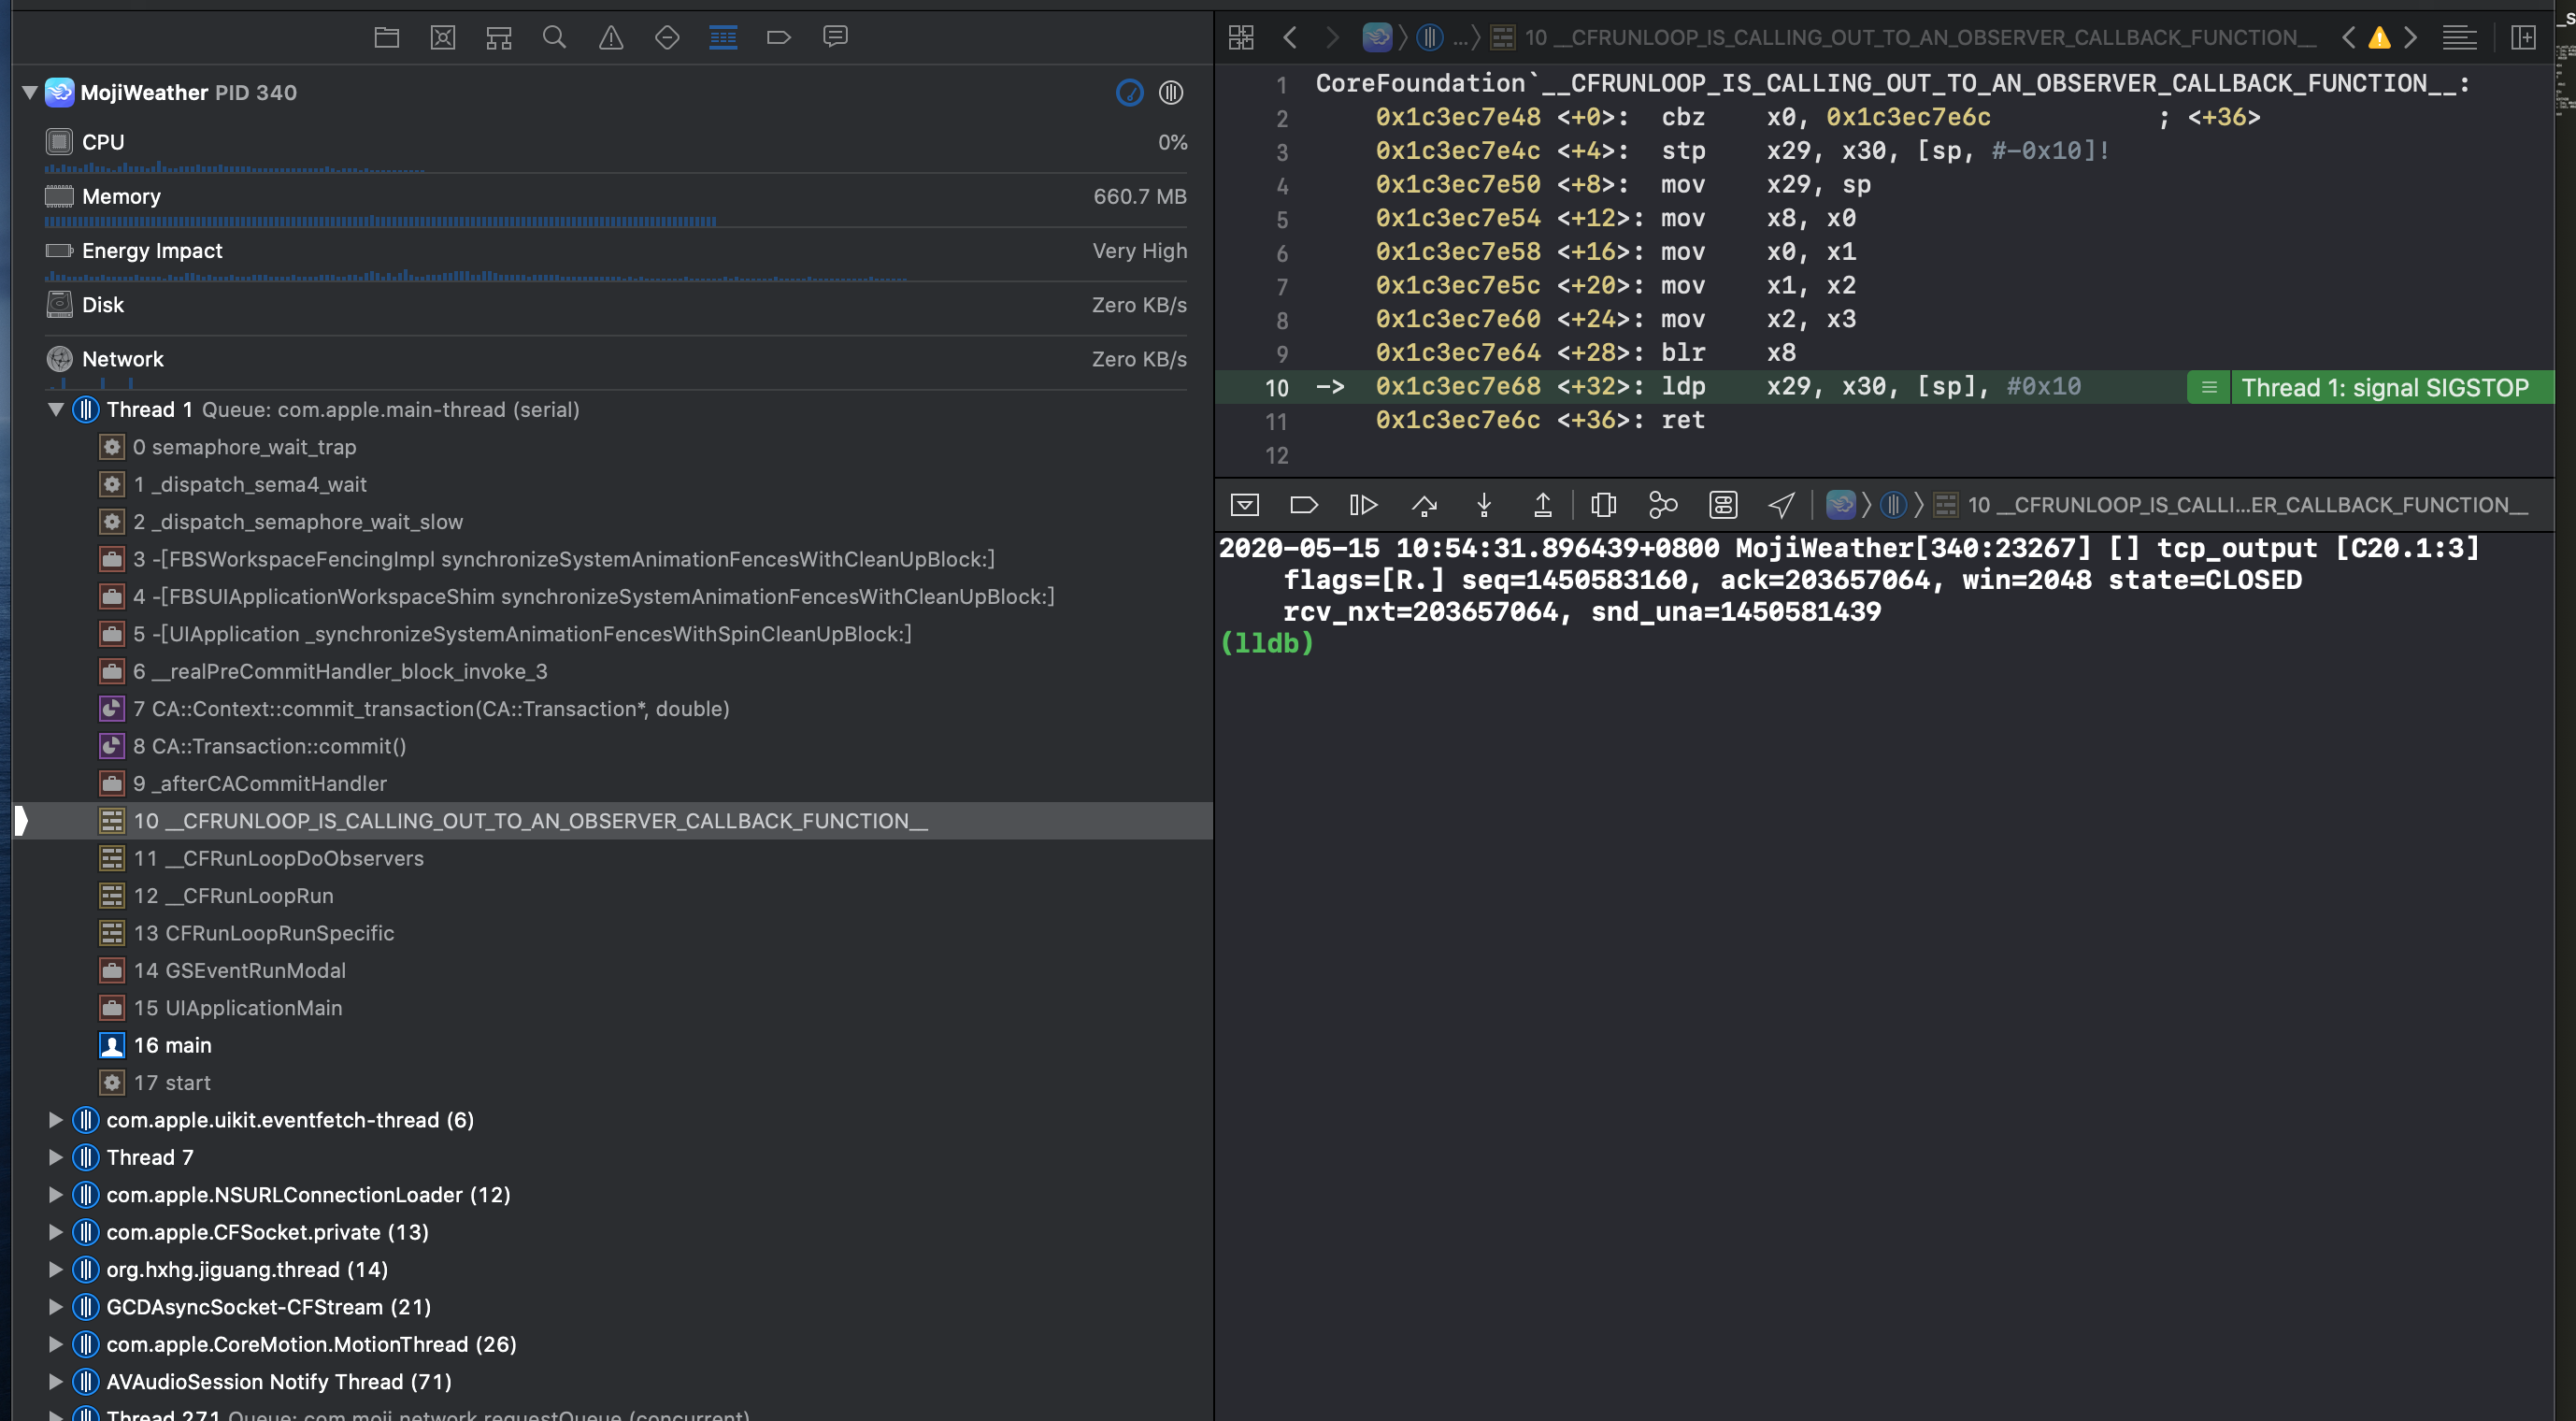 MojiWeather PID 340
CPU 0%
Memory 660.7 MB
Energy Impact Very High
Disk Zero KB/s
Network Zero KB/s
Thread 1 Queue: com.apple.main-thread (serial)
0 semaphore_wait_trap
1 _dispatch_sema4_wait
2 _dispatch_semaphore_wait_slow
3 -[FBSWorkspaceFencingImpl synchronizeSystemAnimationFencesWithCleanUpBlock:]
4 -[FBSUIApplicationWorkspaceShim synchronizeSystemAnimationFencesWithCleanUpBlock:]
5 -[UIApplication _synchronizeSystemAnimationFencesWithSpinCleanUpBlock:]
6 __realPreCommitHandler_block_invoke_3
7 CA::Context::commit_transaction(CA::Transaction*, double)
8 CA::Transaction::commit()
9 _afterCACommitHandler
10 __CFRUNLOOP_IS_CALLING_OUT_TO_AN_OBSERVER_CALLBACK_FUNCTION__
11 __CFRunLoopDoObservers
12 __CFRunLoopRun
13 CFRunLoopRunSpecific
14 GSEventRunModal
15 UIApplicationMain
16 main
17 start
com.apple.uikit.eventfetch-thread (6)
Thread 7
com.apple.NSURLConnectionLoader (12)
com.apple.CFSocket.private (13)
org.hxhg.jiguang.thread (14)
GCDAsyncSocket-CFStream (21)
com.apple.CoreMotion.MotionThread (26)
AVAudioSession Notify Thread (71)
Thread 271 Queue: com.moji.network.requestQueue (concurrent)
... 10 __CFRUNLOOP_IS_CALLING_OUT_TO_AN_OBSERVER_CALLBACK_FUNCTION__
1 CoreFoundation`__CFRUNLOOP_IS_CALLING_OUT_TO_AN_OBSERVER_CALLBACK_FUNCTION__:
2 0x1c3ec7e48 <+0>: cbz x0, 0x1c3ec7e6c ; <+36>
3 0x1c3ec7e4c <+4>: stp x29, x30, [sp, #-0x10]!
4 0x1c3ec7e50 <+8>: mov x29, sp
5 0x1c3ec7e54 <+12>: mov x8, x0
6 0x1c3ec7e58 <+16>: mov x0, x1
7 0x1c3ec7e5c <+20>: mov x1, x2
8 0x1c3ec7e60 <+24>: mov x2, x3
9 0x1c3ec7e64 <+28>: blr x8
10 -> 0x1c3ec7e68 <+32>: ldp x29, x30, [sp], #0x10 Thread 1: signal SIGSTOP
11 0x1c3ec7e6c <+36>: ret
12
10 __CFRUNLOOP_IS_CALLI...ER_CALLBACK_FUNCTION__
2020-05-15 10:54:31.896439+0800 MojiWeather[340:23267] [] tcp_output [C20.1:3]
flags=[R.] seq=1450583160, ack=203657064, win=2048 state=CLOSED
rcv_nxt=203657064, snd_una=1450581439
(lldb)